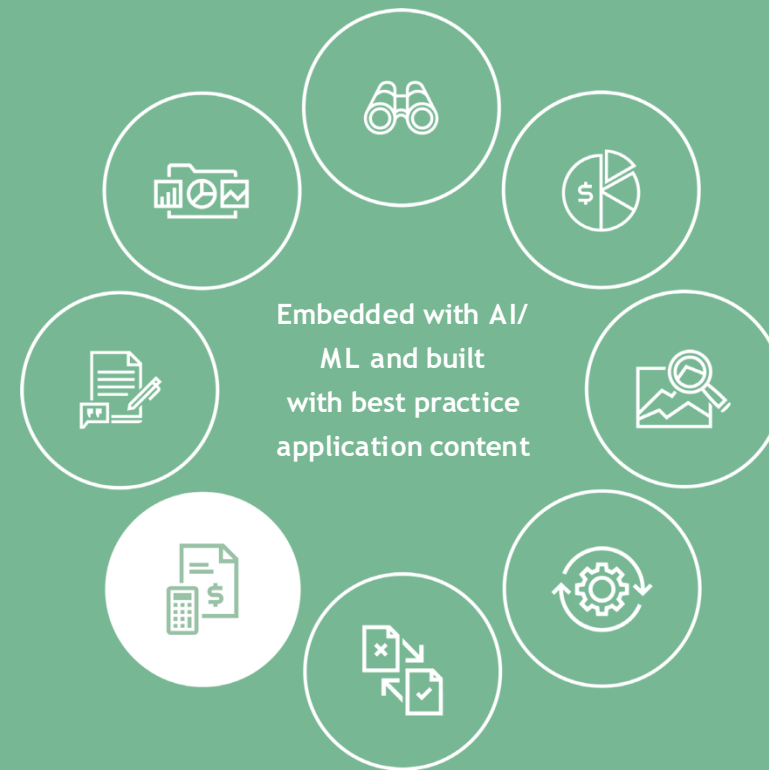 Embedded with AI/
ML and built
with best practice
application content
$
$